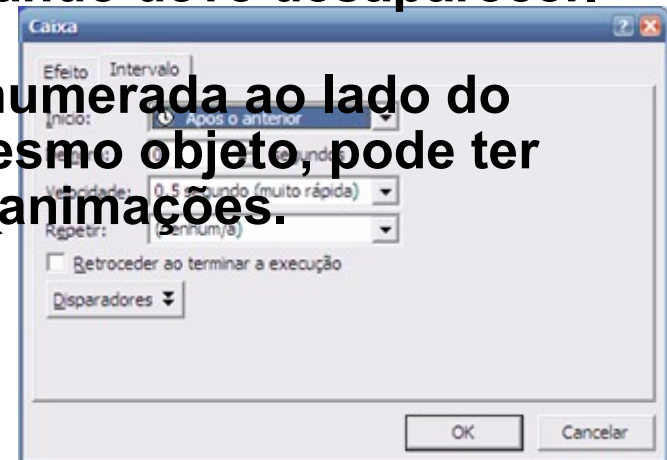 ando deve desaparecer.
Caixa
Efeito Intervalo
numerada ao lado do
Início: Após o anterior
esmo objeto, pode ter
segundos
Velocidade: 0,5 segundo (muito rápida)
animações.
Repetir: (nenhum/a)
Retroceder ao terminar a execução
Disparadores
OK Cancelar